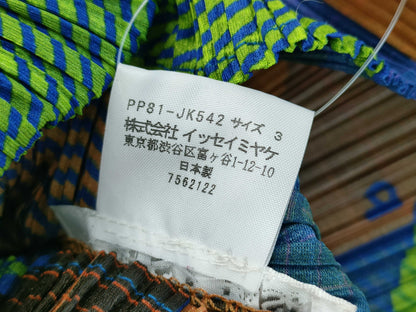 PP81-JK542 サイズ 3
株式会社 イッセイミヤケ
東京都渋谷区富ヶ谷1-12-10
日本製
7562122